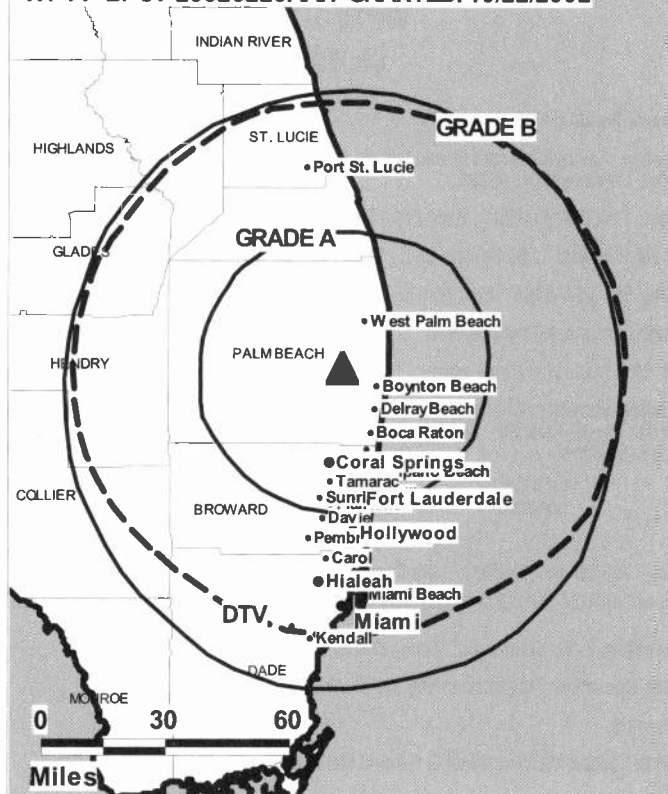 INDIAN RIVER
GRADE B
ST. LUCIE
HIGHLANDS
Port St. Lucie
GRADE A
GLADES
West Palm Beach
PALM BEACH
HENDRY
Boynton Beach
Delray Beach
Boca Raton
Coral Springs
Beach
Tamarac
COLLIER
Fort Lauderdale
BROWARD
Hollywood
Carol
Hialeah
Miami Beach
DTV
Miami
Kendall
DADE
MONROE
0 30 60
Miles